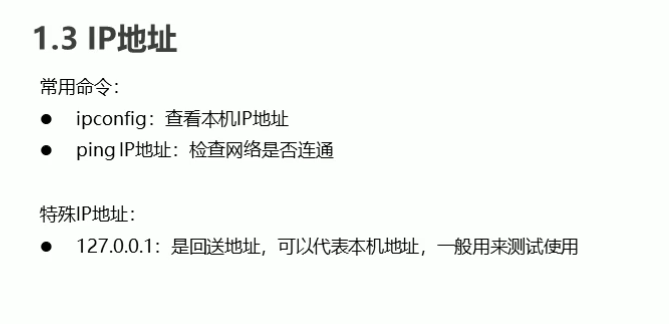 1.3 IP地址
常用命令：
● ipconfig：查看本机IP地址
● ping IP地址：检查网络是否连通
特殊IP地址：
● 127.0.0.1：是回送地址，可以代表本机地址，一般用来测试使用